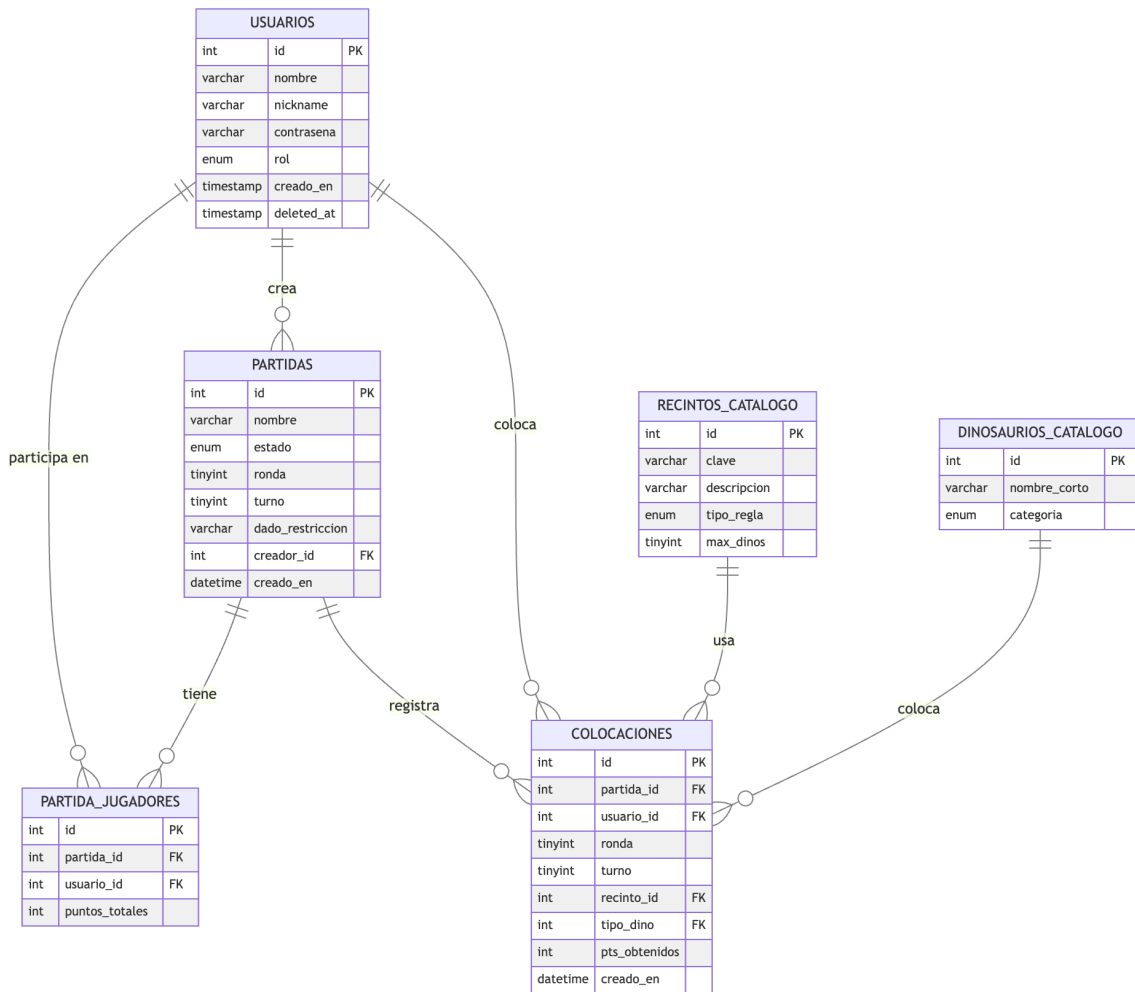 USUARIOS
int id PK
varchar nombre
varchar nickname
varchar contrasena
enum rol
timestamp creado_en
timestamp deleted_at
crea
participa en
coloca
PARTIDAS
int id PK
varchar nombre
enum estado
tinyint ronda
tinyint turno
varchar dado_restriccion
int creador_id FK
datetime creado_en
RECINTOS_CATALOGO
int id PK
varchar clave
varchar descripcion
enum tipo_regla
tinyint max_dinos
DINOSAURIOS_CATALOGO
int id PK
varchar nombre_corto
enum categoria
tiene
registra
usa
coloca
PARTIDA_JUGADORES
int id PK
int partida_id FK
int usuario_id FK
int puntos_totales
COLOCACIONES
int id PK
int partida_id FK
int usuario_id FK
tinyint ronda
tinyint turno
int recinto_id FK
int tipo_dino FK
int pts_obtenidos
datetime creado_en